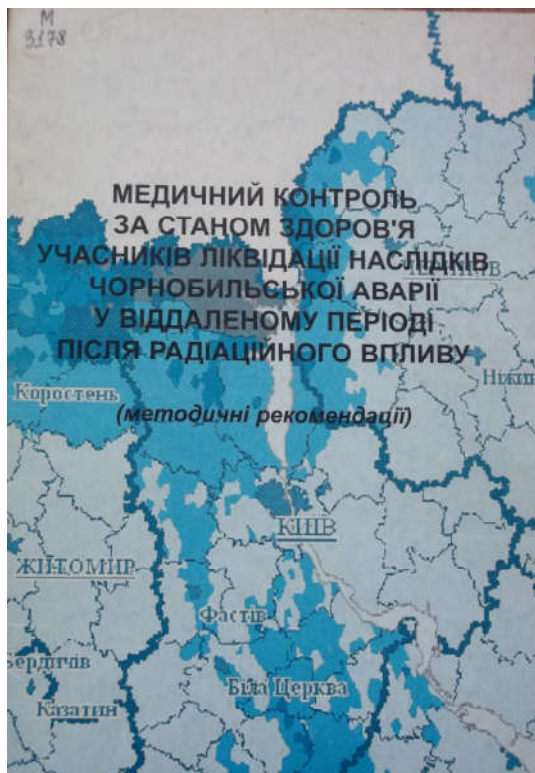 М
3178
МЕДИЧНИЙ КОНТРОЛЬ
ЗА СТАНОМ ЗДОРОВ'Я
УЧАСНИКІВ ЛІКВІДАЦІЇ НАСЛІДКІВ
ЧОРНОБИЛЬСЬКОЇ АВАРІЇ
У ВІДДАЛЕНОМУ ПЕРІОДІ
ПІСЛЯ РАДІАЦІЙНОГО ВПЛИВУ
(методичні рекомендації)
Коростень
Ніжин
КИЇВ
ЖИТОМИР
Фастів
Бердичів
Біла Церква
Казатин